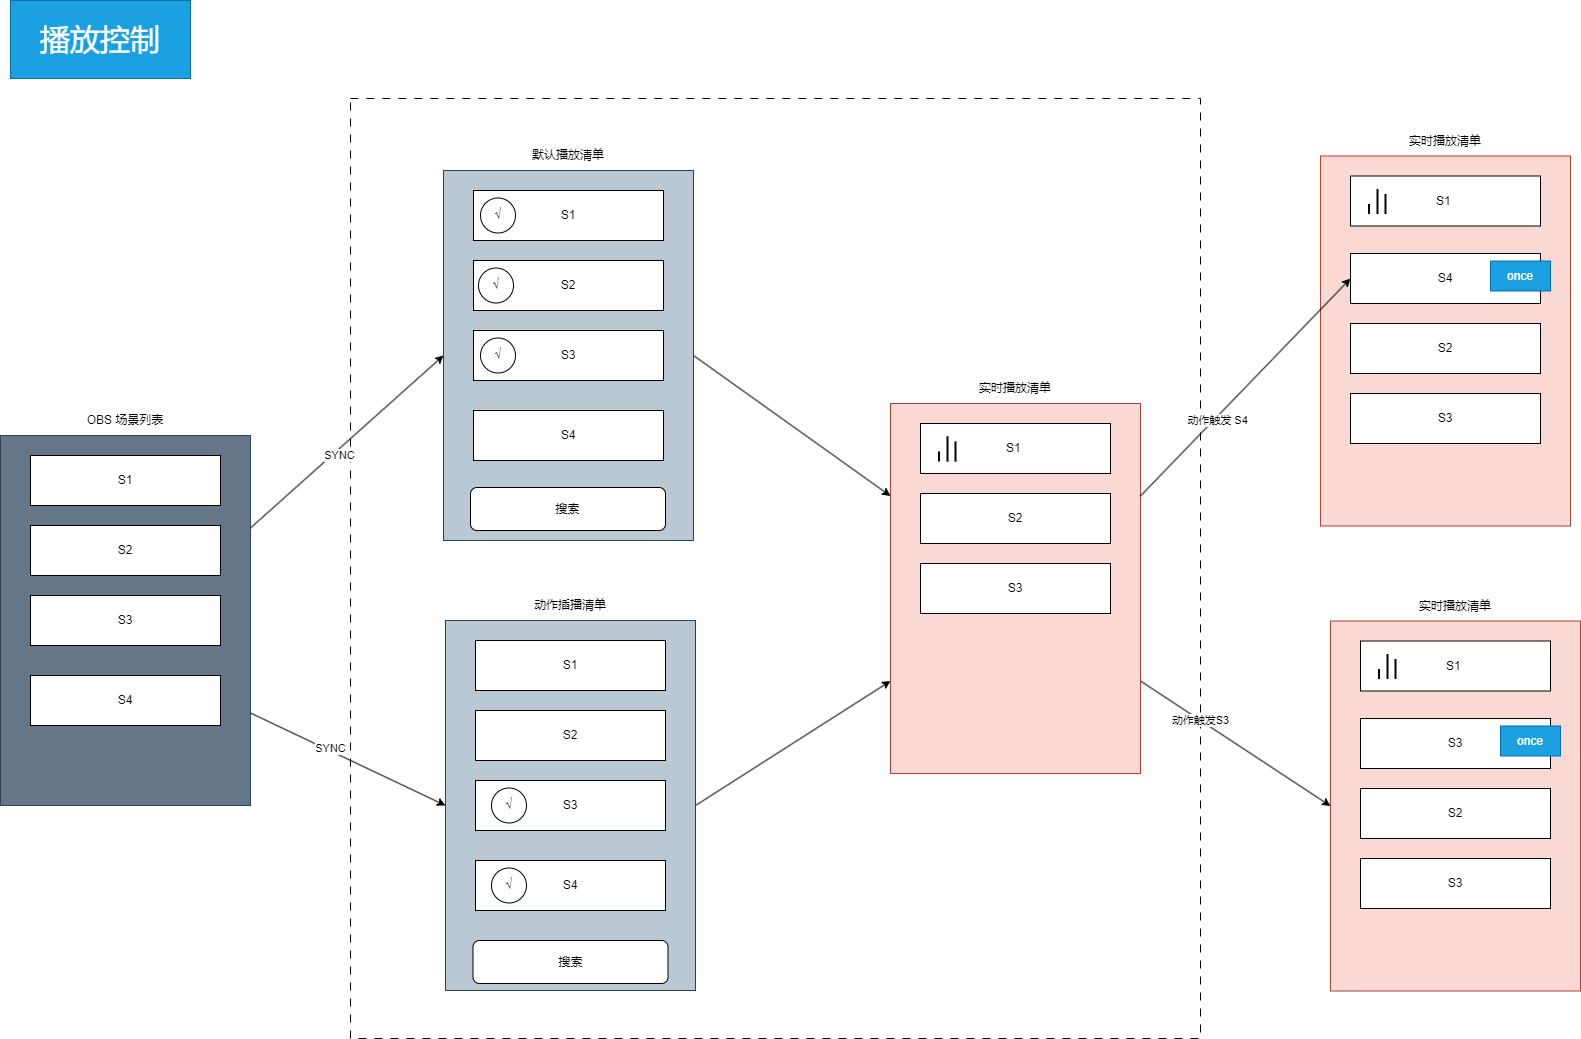 播放控制
OBS 场景列表
S1
S2
S3
S4
SYNC
SYNC
默认播放清单
√ S1
√ S2
√ S3
S4
搜索
动作插播清单
S1
S2
√ S3
√ S4
搜索
实时播放清单
S1
S2
S3
动作触发 S4
动作触发S3
实时播放清单
S1
S4 once
S2
S3
实时播放清单
S1
S3 once
S2
S3